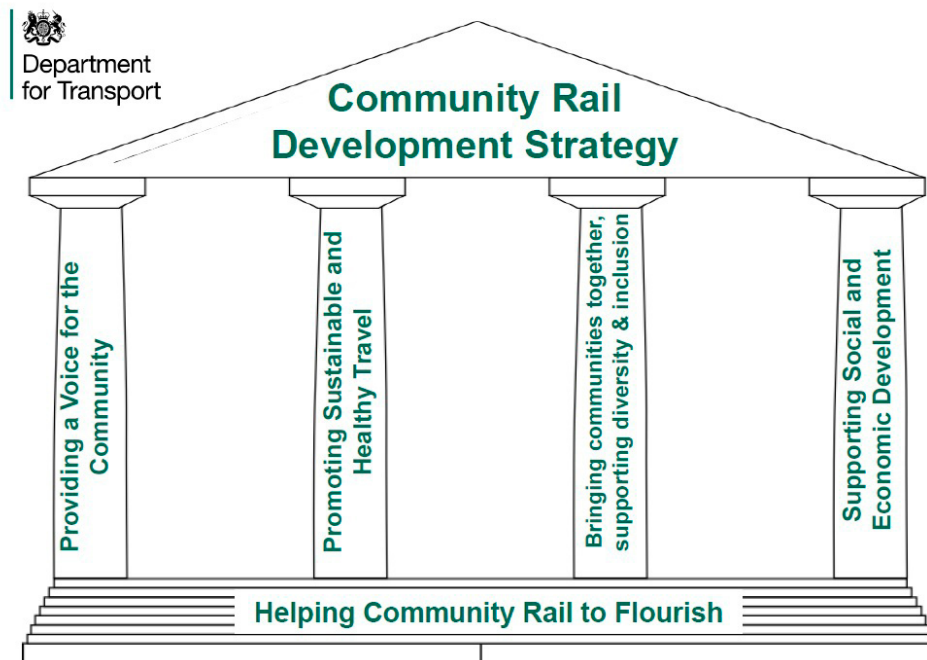 Department
for Transport
Community Rail
Development Strategy
Providing a Voice for the
Community
Promoting Sustainable and
Healthy Travel
Bringing communities together,
supporting diversity & inclusion
Supporting Social and
Economic Development
Helping Community Rail to Flourish